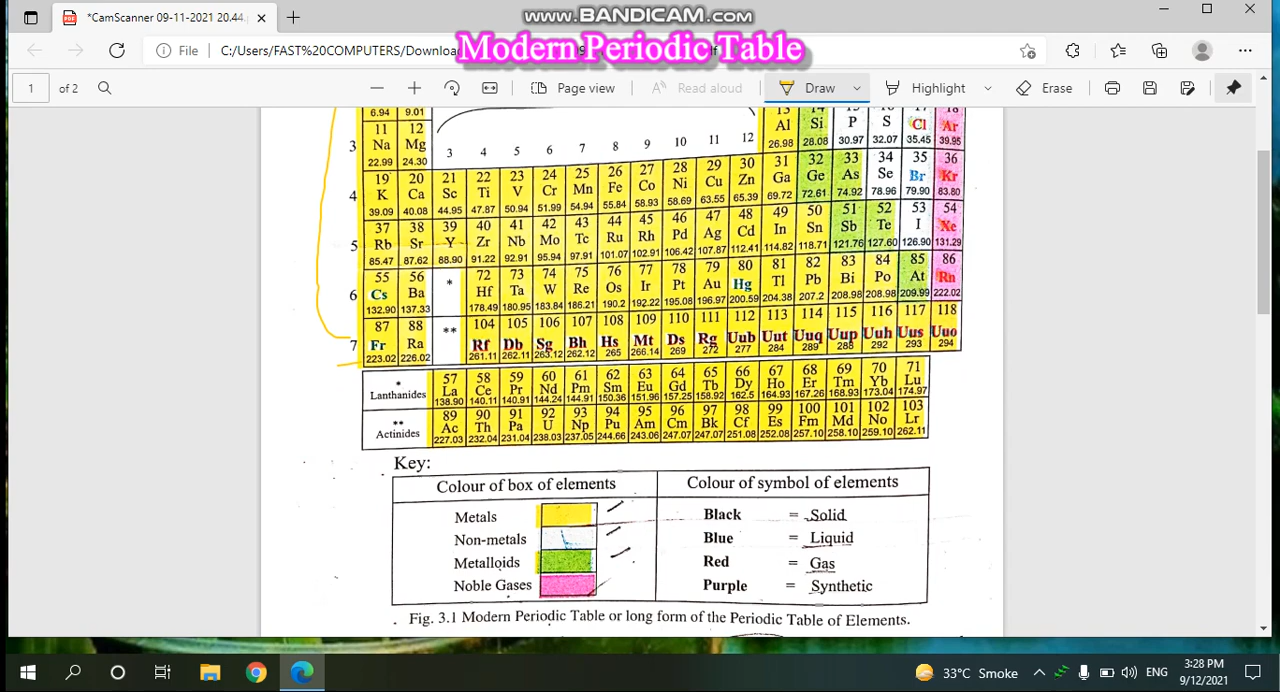 www.BANDICAM.com
*CamScanner 09-11-2021 20.44.
File C:/Users/FAST%20COMPUTERS/Downloa
Modern Periodic Table
1 of 2 Page view Read aloud Draw Highlight Erase
6.94 9.01
13 14 18
Al Si P S Cl Ar
26.98 28.08 30.97 32.07 35.45 39.95
11 12
3 Na Mg 3 4 5 6 7 8 9 10 11 12
22.99 24.30
19 20 21 22 23 24 25 26 27 28 29 30 31 32 33 34 35 36
4 K Ca Sc Ti V Cr Mn Fe Co Ni Cu Zn Ga Ge As Se Br Kr
39.09 40.08 44.95 47.87 50.94 51.99 54.94 55.84 58.93 58.69 63.55 65.39 69.72 72.61 74.92 78.96 79.90 83.80
37 38 39 40 41 42 43 44 45 46 47 48 49 50 51 52 53 54
5 Rb Sr Y Zr Nb Mo Tc Ru Rh Pd Ag Cd In Sn Sb Te I Xe
85.47 87.62 88.90 91.22 92.91 95.94 97.91 101.07 102.91 106.42 107.87 112.41 114.82 118.71 121.76 127.60 126.90 131.29
55 56 72 73 74 75 76 77 78 79 80 81 82 83 84 85 86
6 Cs Ba * Hf Ta W Re Os Ir Pt Au Hg Tl Pb Bi Po At Rn
132.90 137.33 178.49 180.95 183.84 186.21 190.2 192.22 195.08 196.97 200.59 204.38 207.2 208.98 208.98 209.99 222.02
87 88 104 105 106 107 108 109 110 111 112 113 114 115 116 117 118
7 Fr Ra ** Rf Db Sg Bh Hs Mt Ds Rg Uub Uut Uuq Uup Uuh Uus Uuo
223.02 226.02 261.11 262.11 263.12 262.12 265 266.14 269 272 277 284 289 288 292 293 294
* 57 58 59 60 61 62 63 64 65 66 67 68 69 70 71
Lanthanides La Ce Pr Nd Pm Sm Eu Gd Tb Dy Ho Er Tm Yb Lu
138.90 140.11 140.91 144.24 144.91 150.36 151.96 157.25 158.92 162.5 164.93 167.26 168.93 173.04 174.97
** 89 90 91 92 93 94 95 96 97 98 99 100 101 102 103
Actinides Ac Th Pa U Np Pu Am Cm Bk Cf Es Fm Md No Lr
227.03 232.04 231.04 238.03 237.05 244.66 243.06 247.07 247.07 251.08 252.08 257.10 258.10 259.10 262.11
Key:
Colour of box of elements Colour of symbol of elements
Metals Black = Solid
Non-metals Blue = Liquid
Metalloids Red = Gas
Noble Gases Purple = Synthetic
Fig. 3.1 Modern Periodic Table or long form of the Periodic Table of Elements.
33°C Smoke ENG 3:28 PM
9/12/2021